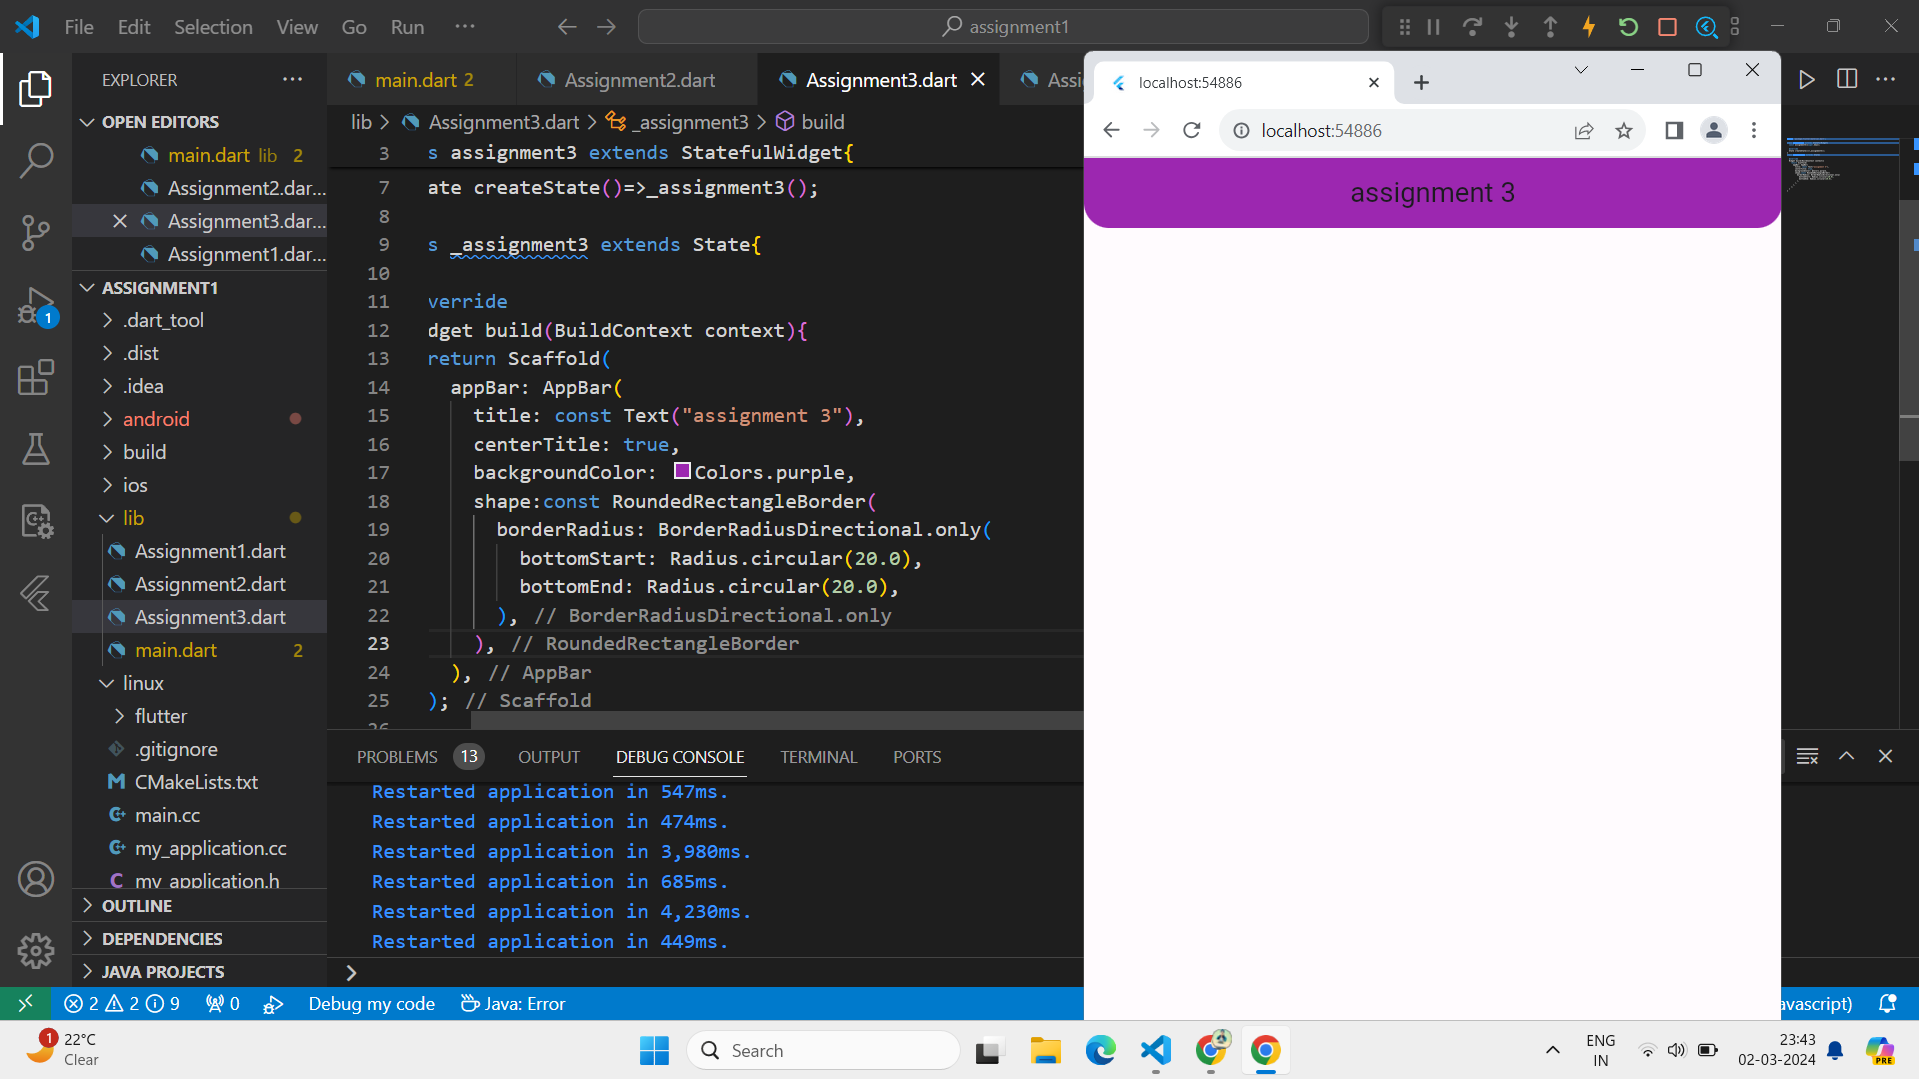 File Edit Selection View Go Run ···
assignment1
EXPLORER
OPEN EDITORS
main.dart lib 2
Assignment2.dar...
Assignment3.dar...
Assignment1.dar...
ASSIGNMENT1
.dart_tool
.dist
.idea
android
build
ios
lib
Assignment1.dart
Assignment2.dart
Assignment3.dart
main.dart 2
linux
flutter
.gitignore
CMakeLists.txt
main.cc
my_application.cc
my_application.h
OUTLINE
DEPENDENCIES
JAVA PROJECTS
1
main.dart 2 Assignment2.dart Assignment3.dart Ass
lib > Assignment3.dart > _assignment3 > build
3 s assignment3 extends StatefulWidget{
7 ate createState()=>_assignment3();
8
9 s _assignment3 extends State{
10
11 verride
12 dget build(BuildContext context){
13 return Scaffold(
14 appBar: AppBar(
15 title: const Text("assignment 3"),
16 centerTitle: true,
17 backgroundColor: Colors.purple,
18 shape:const RoundedRectangleBorder(
19 borderRadius: BorderRadiusDirectional.only(
20 bottomStart: Radius.circular(20.0),
21 bottomEnd: Radius.circular(20.0),
22 ), // BorderRadiusDirectional.only
23 ), // RoundedRectangleBorder
24 ), // AppBar
25 ); // Scaffold
26
PROBLEMS 13 OUTPUT DEBUG CONSOLE TERMINAL PORTS
Restarted application in 547ms.
Restarted application in 474ms.
Restarted application in 3,980ms.
Restarted application in 685ms.
Restarted application in 4,230ms.
Restarted application in 449ms.
>
localhost:54886
localhost:54886
assignment 3
2 2 9 0 Debug my code Java: Error
avascript)
1
22°C
Clear
Search
ENG
IN
23:43
02-03-2024
PRE